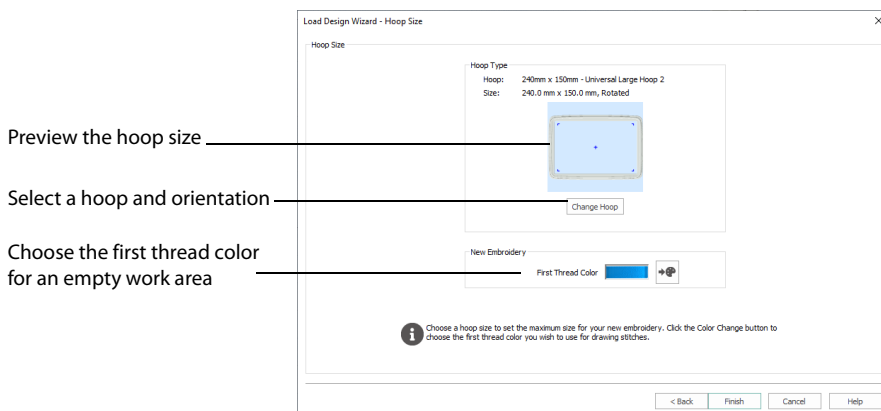 Load Design Wizard - Hoop Size
Hoop Size
Hoop Type
Hoop: 240mm x 150mm - Universal Large Hoop 2
Size: 240.0 mm x 150.0 mm, Rotated
Preview the hoop size
Select a hoop and orientation
Change Hoop
Choose the first thread color
for an empty work area
New Embroidery
First Thread Color
Choose a hoop size to set the maximum size for your new embroidery. Click the Color Change button to
choose the first thread color you wish to use for drawing stitches.
< Back Finish Cancel Help